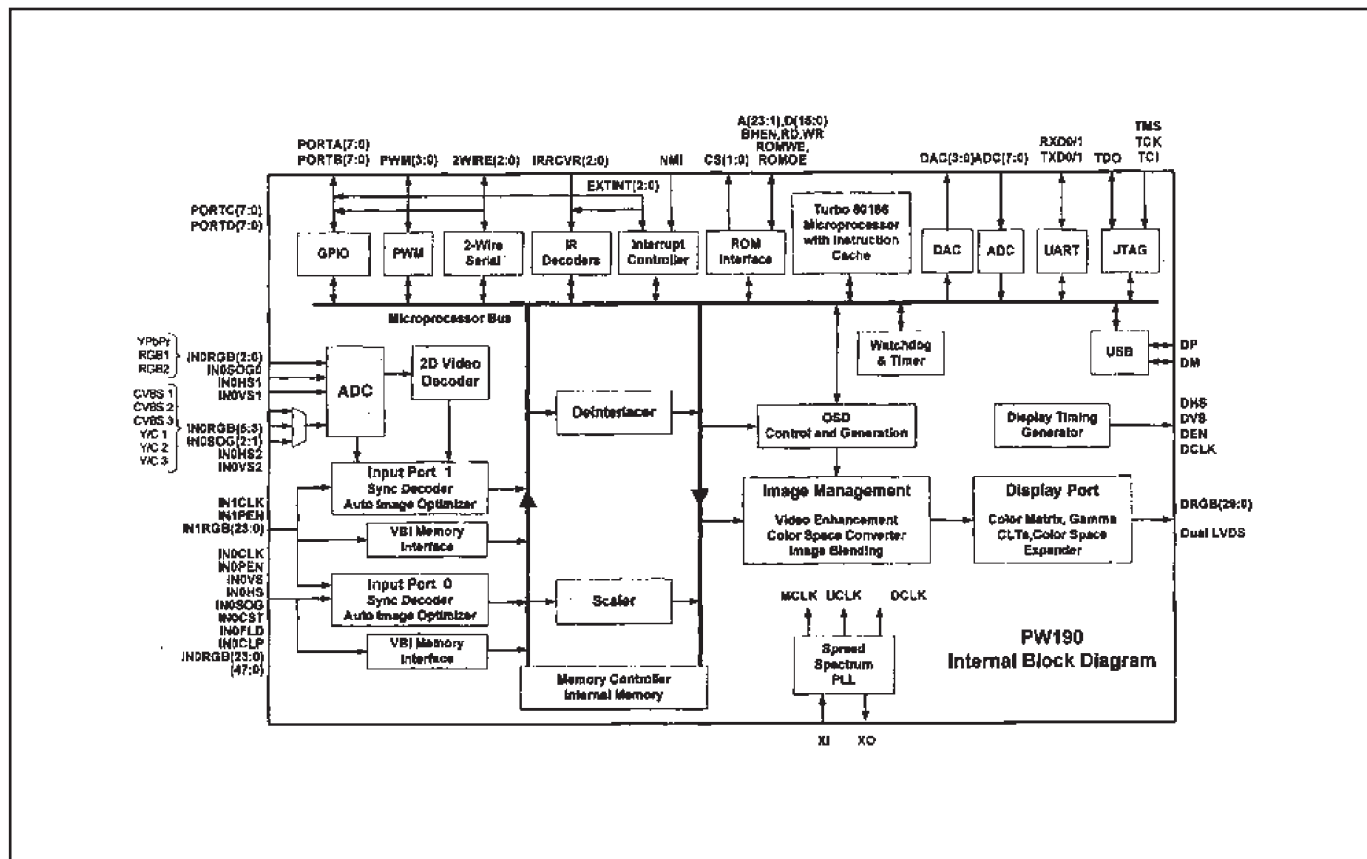 PORTA(7:0)
PORTB(7:0)
PWM(3:0)
2WIRE(2:0)
IRRCVR(2:0)
NMI
CS(1:0)
A(23:1),D(15:0)
BHEN,RD,WR
ROMWE,
ROMOE
DAC(3:0)
ADC(7:0)
RXD0/1
TXD0/1
TDO
TMS
TCK
TCI
EXTINT(2:0)
PORTC(7:0)
PORTD(7:0)
GPIO
PWM
2-Wire
Serial
IR
Decoders
Interrupt
Controller
ROM
Interface
Turbo 80186
Microprocessor
with Instruction
Cache
DAC
ADC
UART
JTAG
Microprocessor Bus
YPbPr
RGB1
RGB2
IN0RGB(2:0)
IN0SOG0
IN0HS1
IN0VS1
CVBS 1
CVBS 2
CVBS 3
Y/C 1
Y/C 2
Y/C 3
IN0RGB(5:3)
IN0SOG(2:1)
IN0HS2
IN0VS2
ADC
2D Video
Decoder
Watchdog
& Timer
USB
DP
DM
Deinterlacer
OSD
Control and Generation
Display Timing
Generator
DHS
DVS
DEN
DCLK
Input Port 1
Sync Decoder
Auto Image Optimizer
IN1CLK
IN1PEN
IN1RGB(23:0)
VBI Memory
Interface
Image Management
Video Enhancement
Color Space Converter
Image Blending
Display Port
Color Matrix, Gamma
CLTs,Color Space
Expander
DRGB(29:0)
Dual LVDS
IN0CLK
IN0PEN
IN0VS
IN0HS
IN0SOG
IN0CST
IN0FLD
IN0CLP
IN0RGB(23:0)
(47:0)
Input Port 0
Sync Decoder
Auto Image Optimizer
VBI Memory
Interface
Scaler
MCLK
UCLK
DCLK
Spread
Spectrum
PLL
Memory Controller
Internal Memory
PW190
Internal Block Diagram
XI
XO